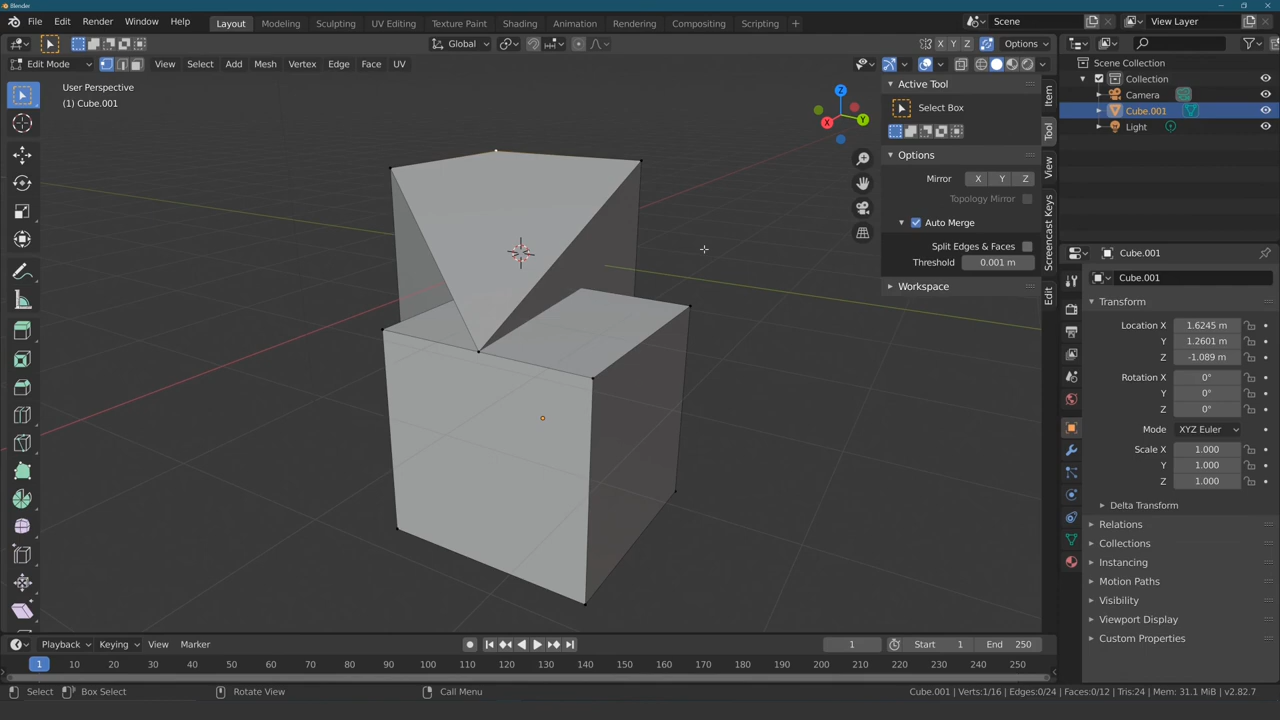 Blender
File Edit Render Window Help Layout Modeling Sculpting UV Editing Texture Paint Shading Animation Rendering Compositing Scripting + Scene View Layer
Global X Y Z Options
Edit Mode View Select Add Mesh Vertex Edge Face UV
User Perspective
(1) Cube.001
Z
X
Y
Active Tool
Select Box
Options
Mirror X Y Z
Topology Mirror
Auto Merge
Split Edges & Faces
Threshold 0.001 m
Workspace
Item
Tool
View
Screencast Keys
Edit
Scene Collection
Collection
Camera
Cube.001
Light
Cube.001
Cube.001
Transform
Location X 1.6245 m
Y 1.2601 m
Z -1.089 m
Rotation X 0°
Y 0°
Z 0°
Mode XYZ Euler
Scale X 1.000
Y 1.000
Z 1.000
Delta Transform
Relations
Collections
Instancing
Motion Paths
Visibility
Viewport Display
Custom Properties
Playback Keying View Marker 1 Start 1 End 250
1 10 20 30 40 50 60 70 80 90 100 110 120 130 140 150 160 170 180 190 200 210 220 230 240 250
Select Box Select Rotate View Call Menu Cube.001 | Verts:1/16 | Edges:0/24 | Faces:0/12 | Tris:24 | Mem: 31.1 MiB | v2.82.7